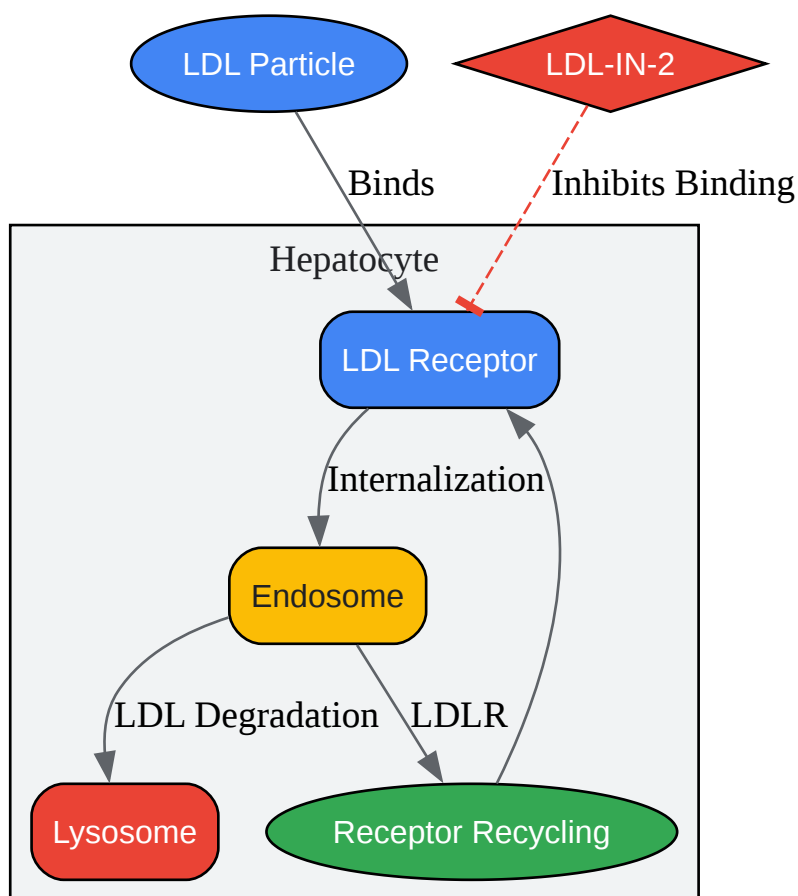 LDL Particle
LDL-IN-2
Binds
Inhibits Binding
Hepatocyte
LDL Receptor
Internalization
Endosome
LDL Degradation
LDLR
Lysosome
Receptor Recycling